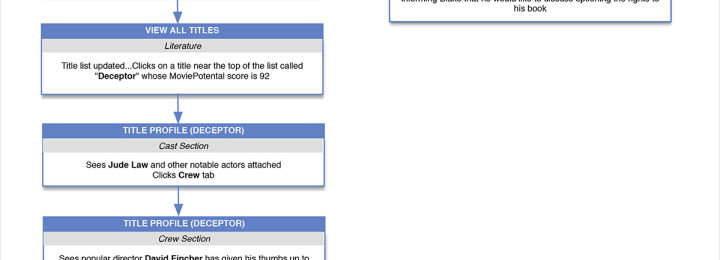 VIEW ALL TITLES
Literature
Title list updated...Clicks on a title near the top of the list called
"Deceptor" whose MoviePotental score is 92
TITLE PROFILE (DECEPTOR)
Cast Section
Sees Jude Law and other notable actors attached
Clicks Crew tab
TITLE PROFILE (DECEPTOR)
Crew Section
Sees popular director David Fincher has given his thumbs up to
informing Blake that he would like to discuss optioning the rights to
his book